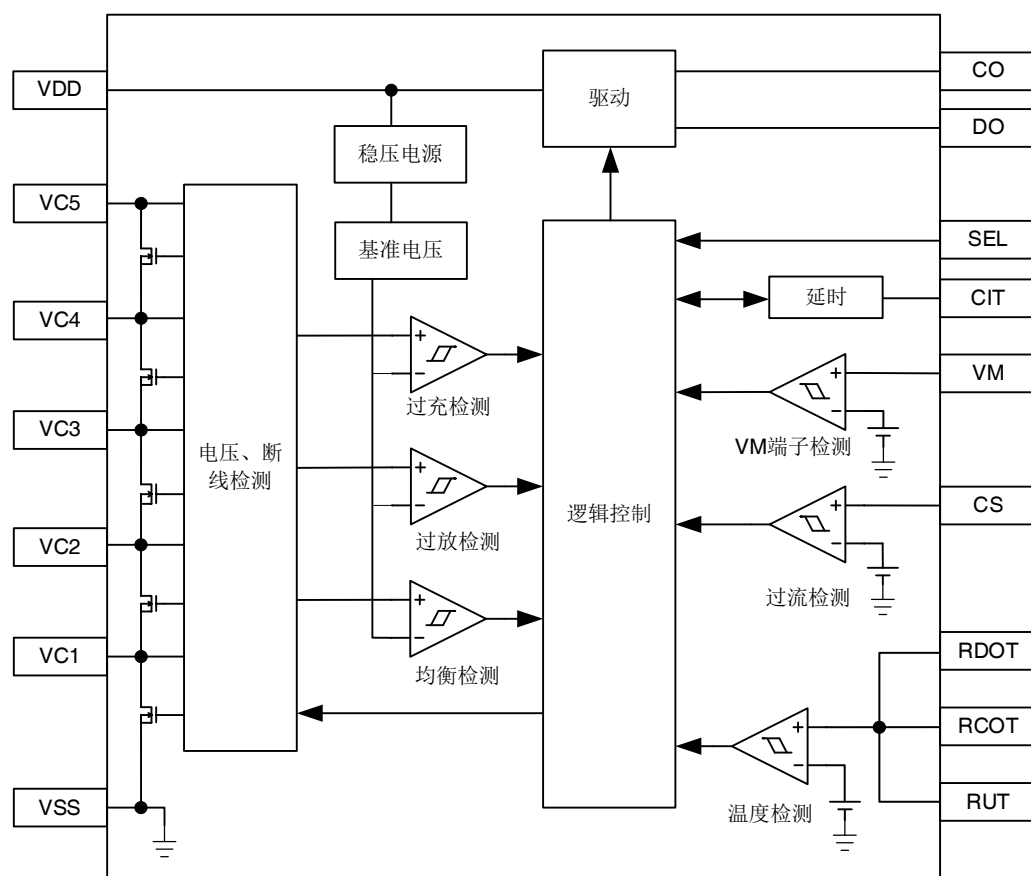 VDD
驱动
CO
DO
稳压电源
VC5
基准电压
SEL
延时
CIT
VC4
过充检测
VM
VM端子检测
VC3
电压、断
线检测
过放检测
逻辑控制
CS
过流检测
VC2
均衡检测
VC1
RDOT
RCOT
温度检测
RUT
VSS